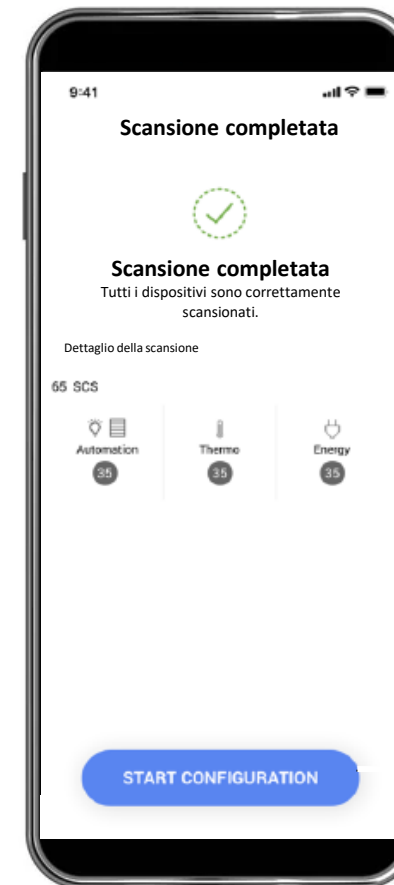 9:41
Scansione completata
Scansione completata
Tutti i dispositivi sono correttamente
scansionati.
Dettaglio della scansione
65 SCS
Automation Thermo Energy
35 35 35
START CONFIGURATION